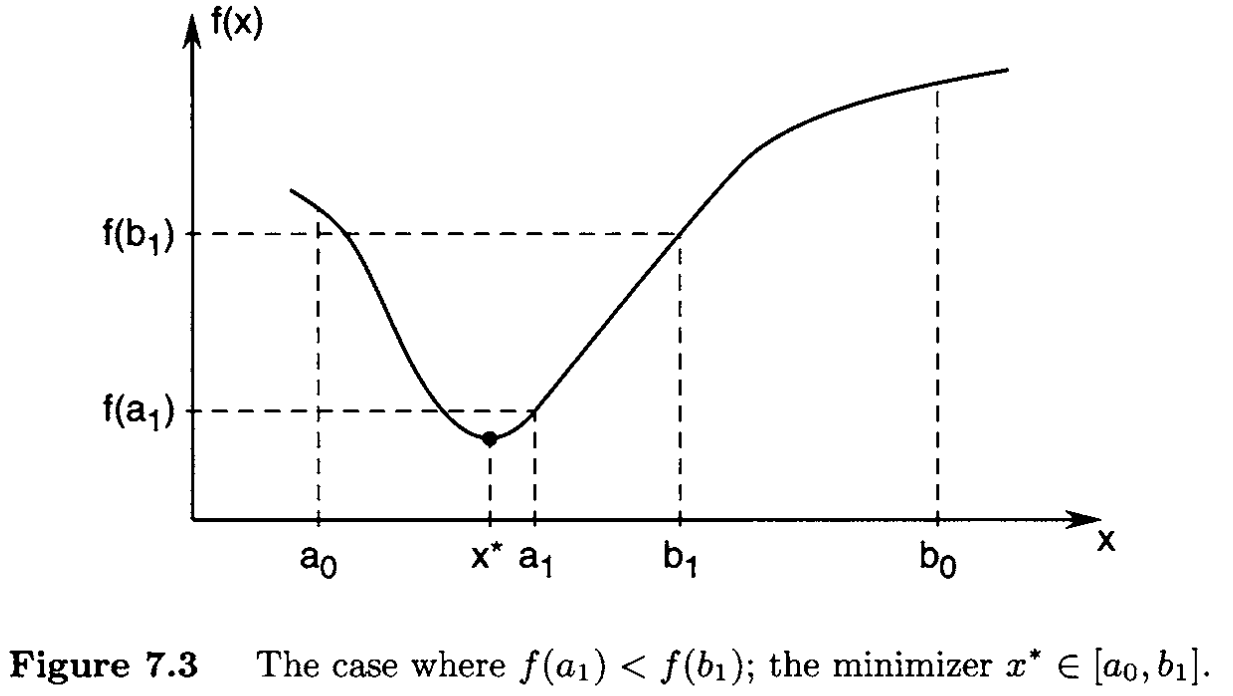 f(x)
f(b₁)
f(a₁)
a₀ x* a₁ b₁ b₀ x
Figure 7.3 The case where f(a₁) < f(b₁); the minimizer x* ∈ [a₀, b₁].